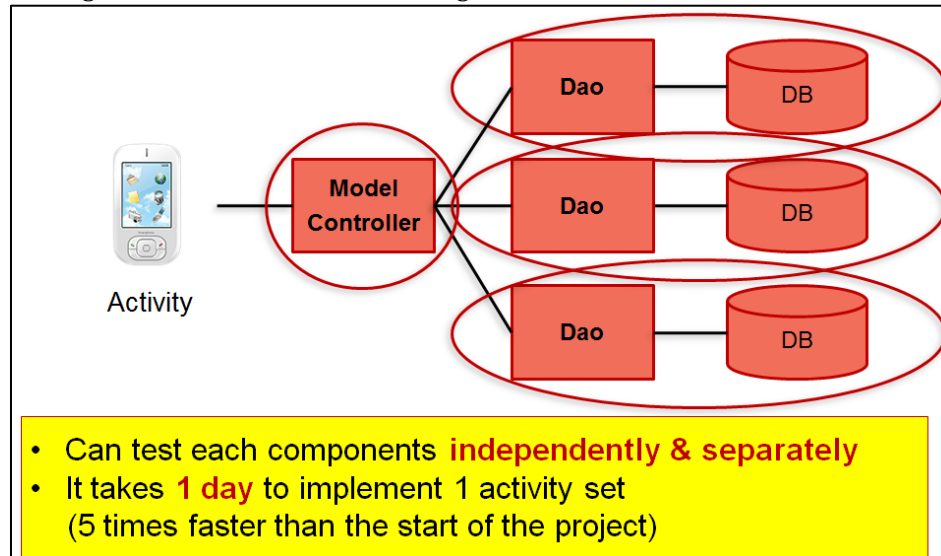 Dao
DB
Model
Controller
Dao
DB
Activity
Dao
DB
• Can test each components independently & separately
• It takes 1 day to implement 1 activity set
(5 times faster than the start of the project)